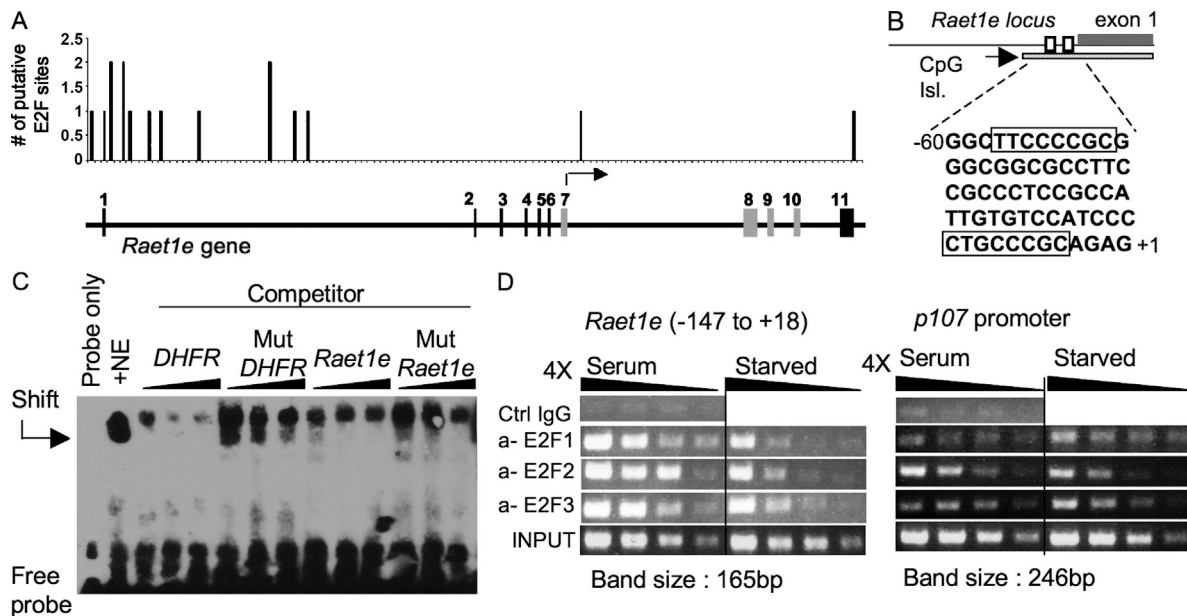 A
# of putative
E2F sites
2.5
2
1.5
1
0.5
0
1 2 3 4 5 6 7 8 9 10 11
Raet1e gene
B
Raet1e locus exon 1
CpG
Isl.
-60 GGCTTCCCCGCG
GGCGGCGCCTTC
CGCCCTCCGCCA
TTGTGTCCATCCC
CTGCCCGCAGAG +1
C
Probe only
+NE
Competitor
DHFR
Mut
DHFR
Raet1e
Mut
Raet1e
Shift
Free
probe
D
Raet1e (-147 to +18)
4X Serum Starved
Ctrl IgG
a- E2F1
a- E2F2
a- E2F3
INPUT
Band size : 165bp
p107 promoter
4X Serum Starved
Band size : 246bp